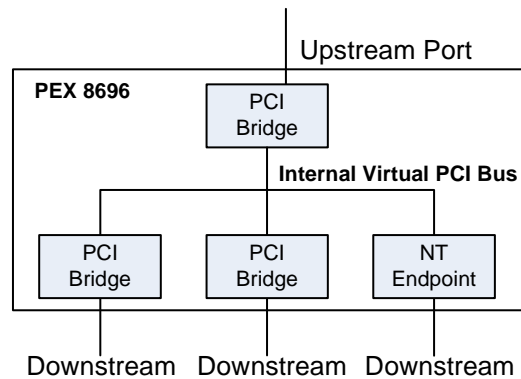 Upstream Port
PEX 8696
PCI
Bridge
Internal Virtual PCI Bus
PCI
Bridge
PCI
Bridge
NT
Endpoint
Downstream
Downstream
Downstream